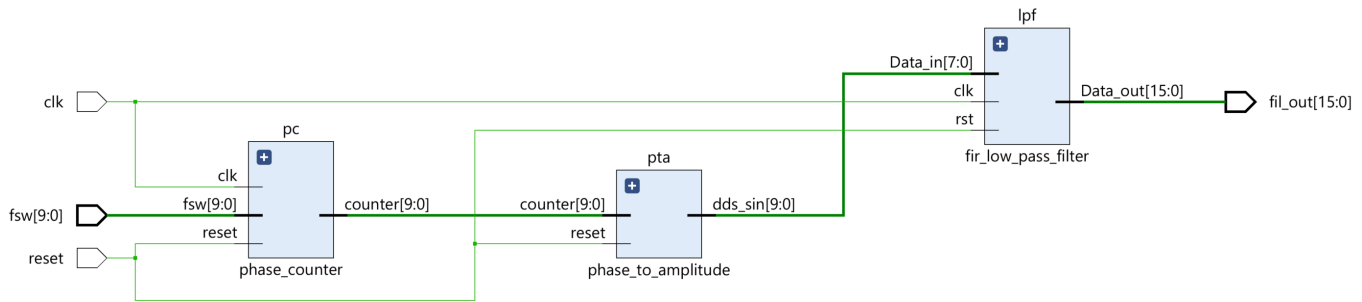 lpf
Data_in[7:0]
clk
rst
Data_out[15:0]
fir_low_pass_filter
fil_out[15:0]
clk
pc
clk
fsw[9:0]
fsw[9:0]
reset
reset
counter[9:0]
phase_counter
pta
counter[9:0]
reset
dds_sin[9:0]
phase_to_amplitude